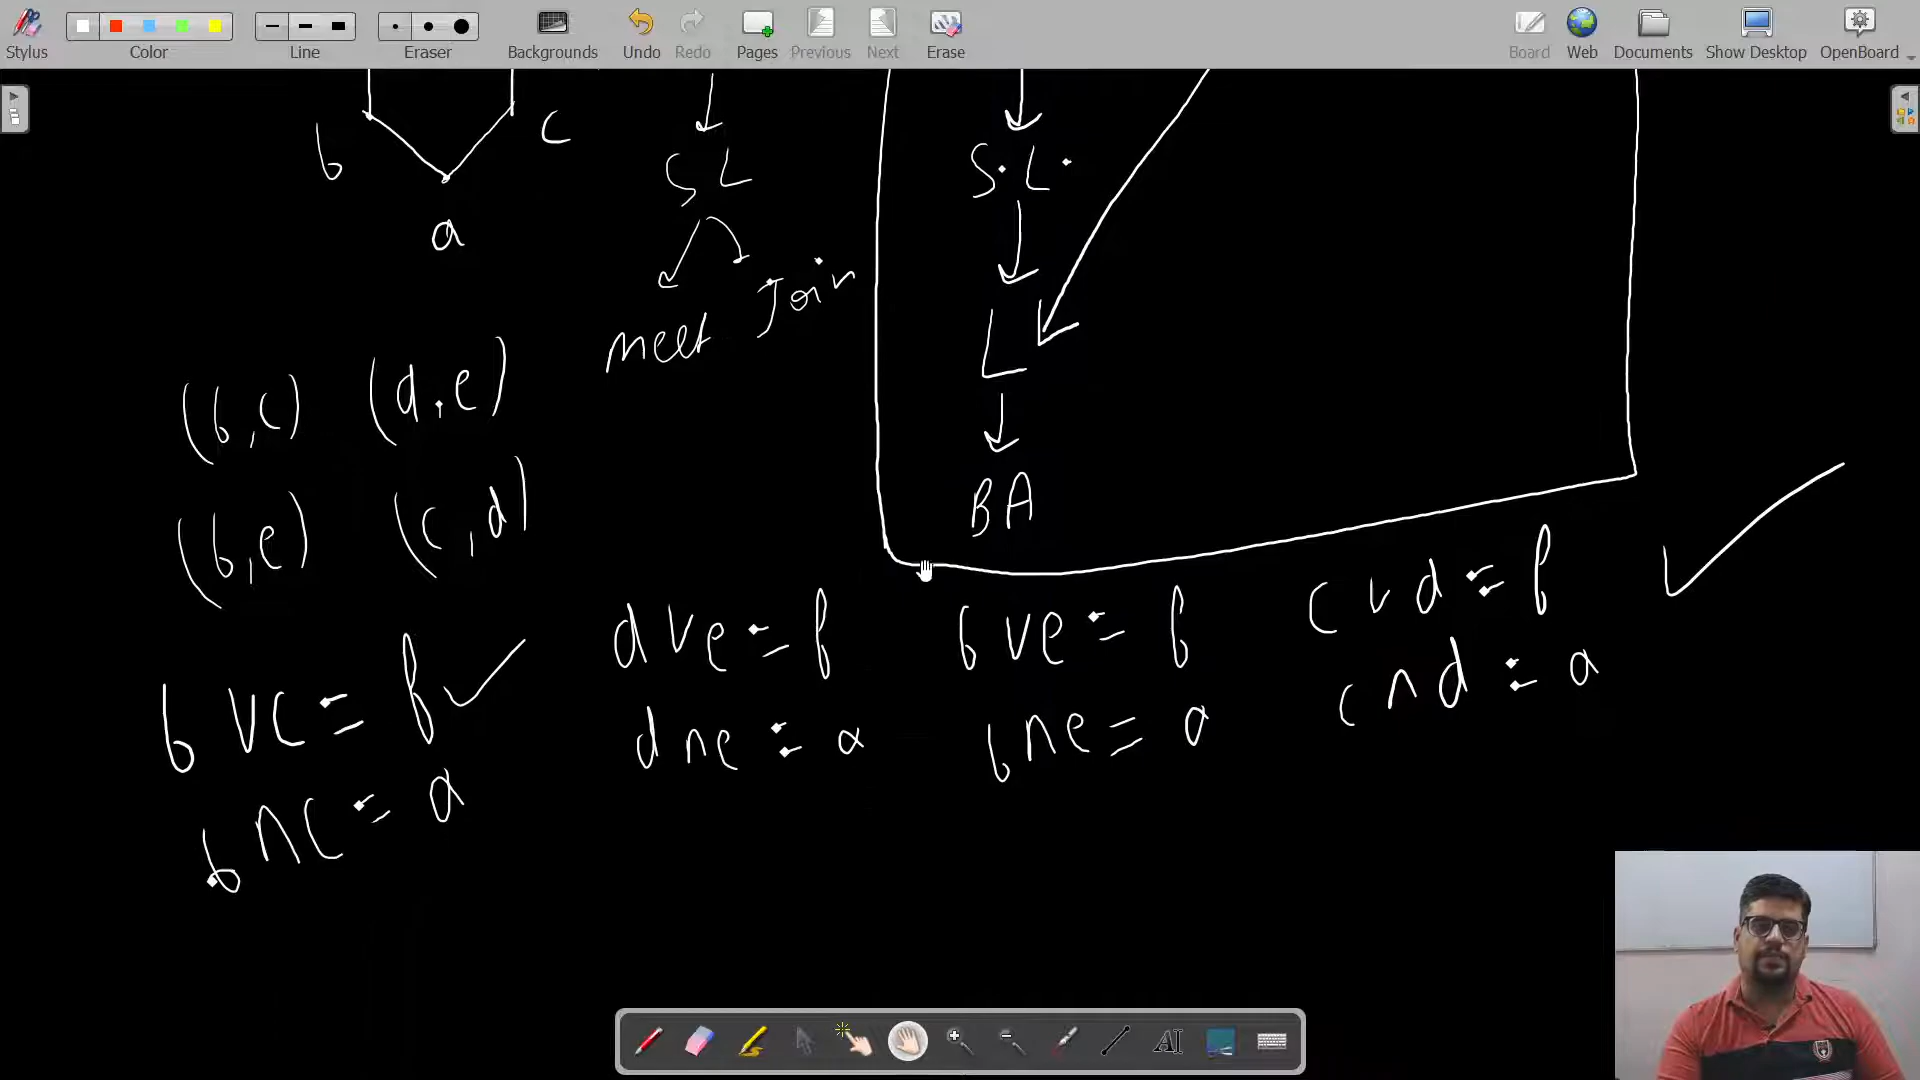 Stylus Color Line Eraser Backgrounds Undo Redo Pages Previous Next Erase Board Web Documents Show Desktop OpenBoard
b c
a
S L
meet Join
S. L.
L
BA
(b,c) (d,e)
(b,e) (c,d)
b ∨ c = f
b ∧ c = a
d ∨ e = f
d ∧ e = a
b ∨ e = f
b ∧ e = a
c ∨ d = f
c ∧ d = a
AI